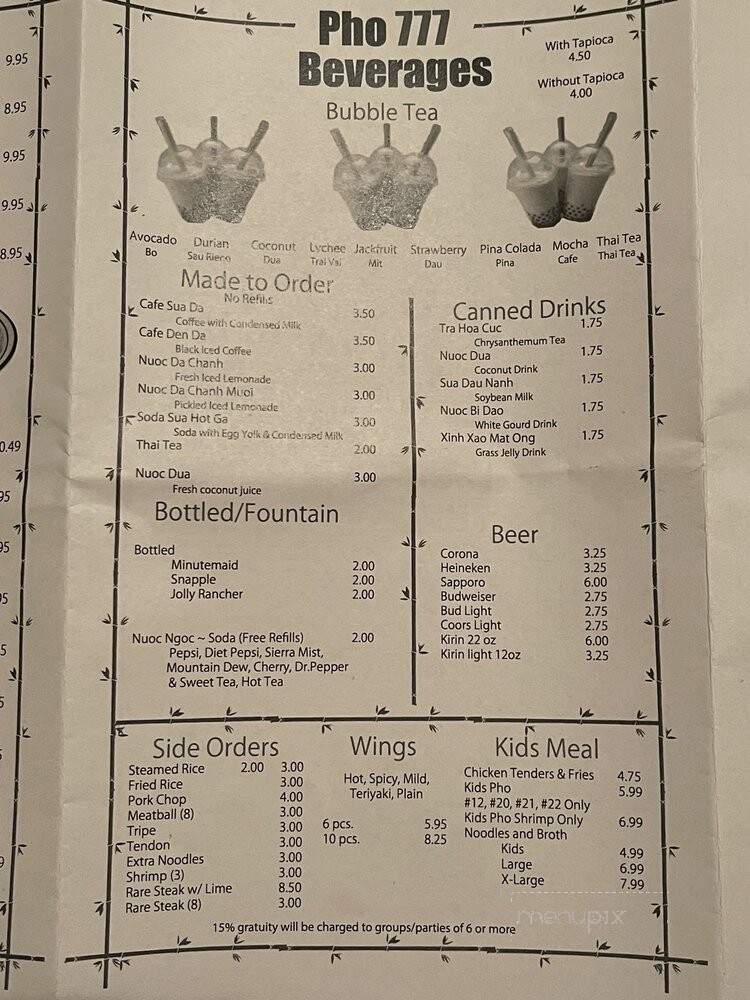 9.95
8.95
9.95
9.95
8.95
0.49
95
95
Pho 777
Beverages
With Tapioca
4.50
Without Tapioca
4.00
Bubble Tea
Avocado Durian Coconut Lychee Jackfruit Strawberry Pina Colada Mocha Thai Tea
Bo Sau Rieng Dua Trai Vai Mit Dau Pina Cafe Thai Tea
Made to Order
No Refills
Cafe Sua Da 3.50
Coffee with Condensed Milk
Cafe Den Da 3.50
Black Iced Coffee
Nuoc Da Chanh 3.00
Fresh Iced Lemonade
Nuoc Da Chanh Muoi 3.00
Pickled Iced Lemonade
Soda Sua Hot Ga 3.00
Soda with Egg Yolk & Condensed Milk
Thai Tea 2.00
Nuoc Dua 3.00
Fresh coconut juice
Canned Drinks
Tra Hoa Cuc 1.75
Chrysanthemum Tea
Nuoc Dua 1.75
Coconut Drink
Sua Dau Nanh 1.75
Soybean Milk
Nuoc Bi Dao 1.75
White Gourd Drink
Xinh Xao Mat Ong 1.75
Grass Jelly Drink
Bottled/Fountain
Bottled
Minutemaid 2.00
Snapple 2.00
Jolly Rancher 2.00
Nuoc Ngoc ~ Soda (Free Refills) 2.00
Pepsi, Diet Pepsi, Sierra Mist,
Mountain Dew, Cherry, Dr.Pepper
& Sweet Tea, Hot Tea
Beer
Corona 3.25
Heineken 3.25
Sapporo 6.00
Budweiser 2.75
Bud Light 2.75
Coors Light 2.75
Kirin 22 oz 6.00
Kirin light 12oz 3.25
Side Orders
Steamed Rice 2.00 3.00
Fried Rice 3.00
Pork Chop 4.00
Meatball (8) 3.00
Tripe 3.00
Tendon 3.00
Extra Noodles 3.00
Shrimp (3) 3.00
Rare Steak w/ Lime 8.50
Rare Steak (8) 3.00
Wings
Hot, Spicy, Mild,
Teriyaki, Plain
6 pcs. 5.95
10 pcs. 8.25
Kids Meal
Chicken Tenders & Fries 4.75
Kids Pho 5.99
#12, #20, #21, #22 Only
Kids Pho Shrimp Only 6.99
Noodles and Broth
Kids 4.99
Large 6.99
X-Large 7.99
15% gratuity will be charged to groups/parties of 6 or more
menupix